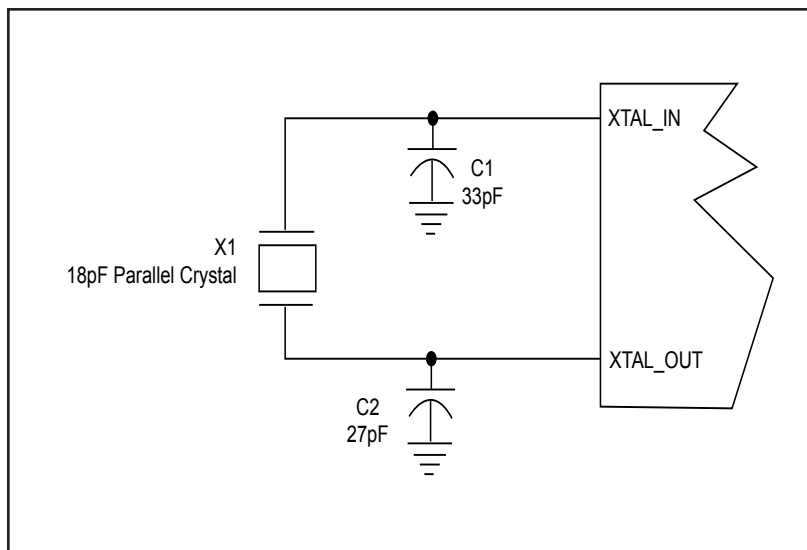 XTAL_IN
C1
33pF
X1
18pF Parallel Crystal
XTAL_OUT
C2
27pF